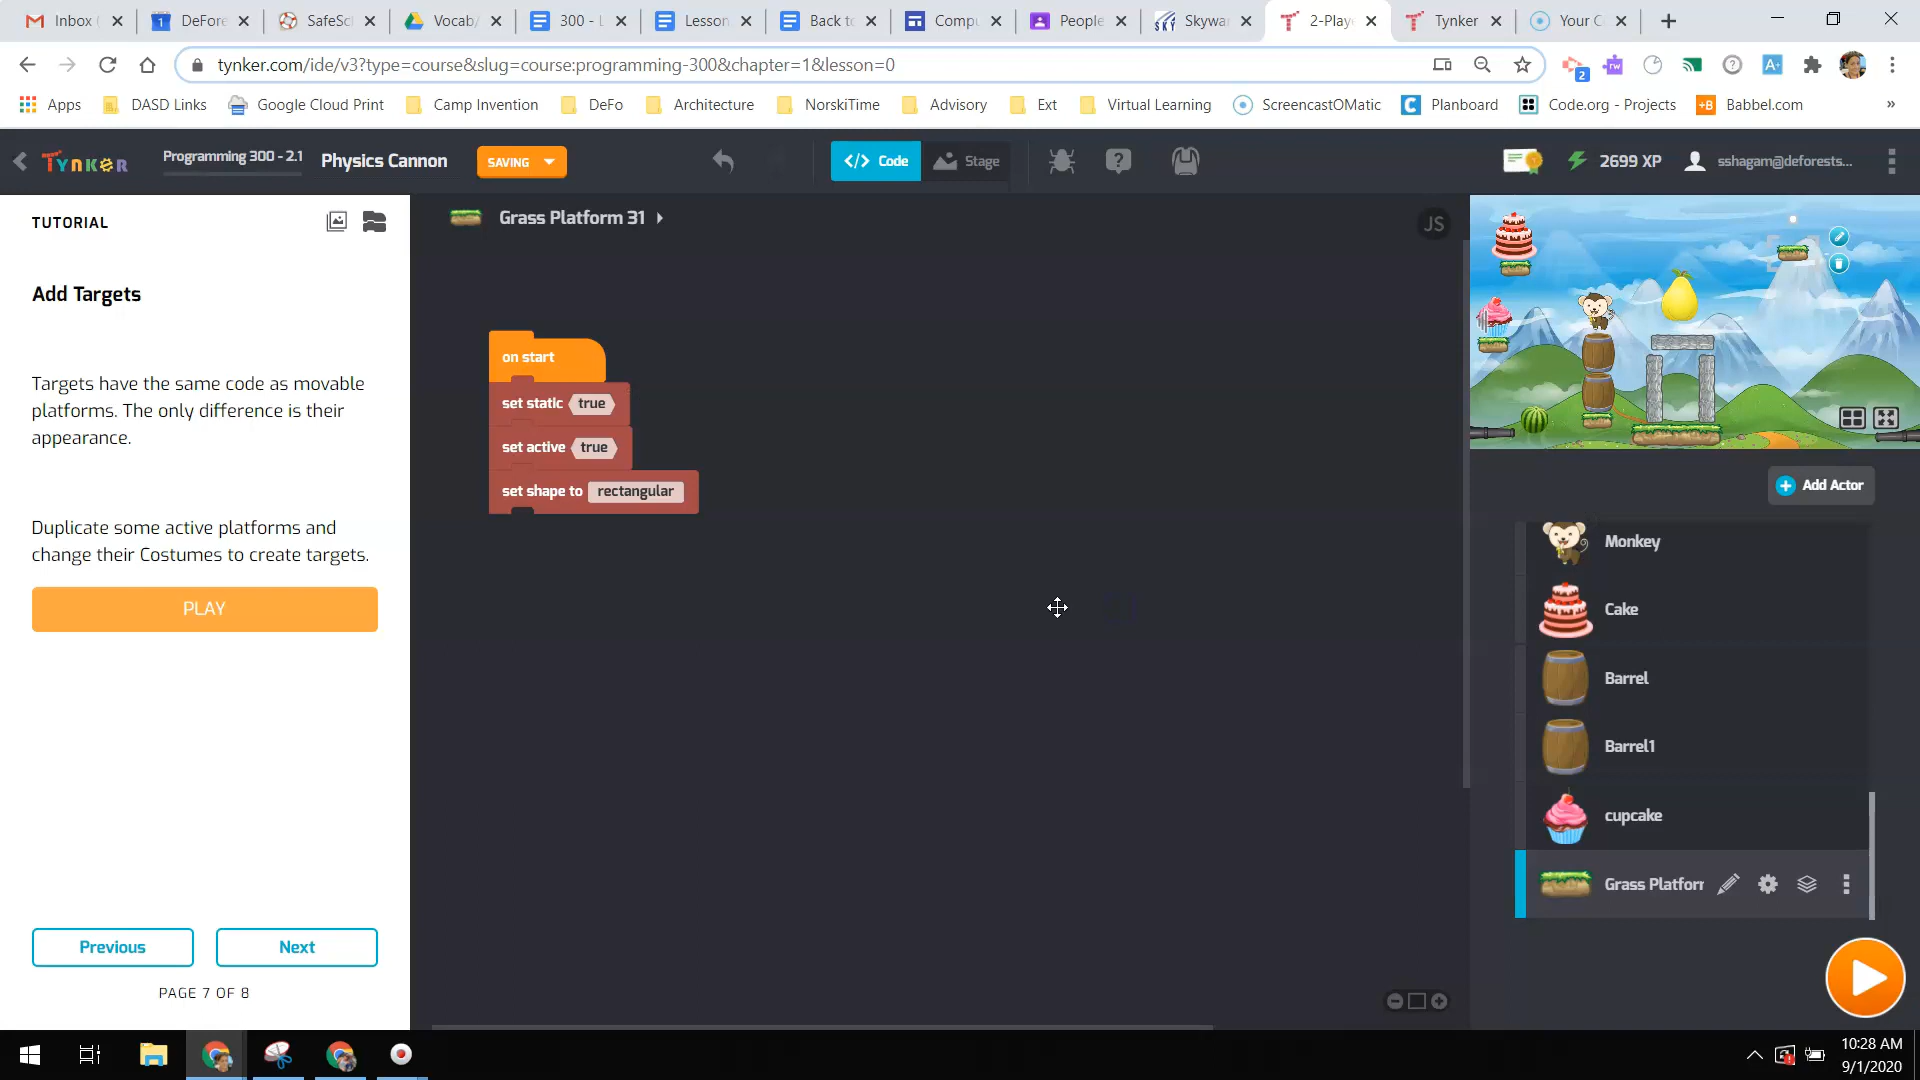 Inbox
DeFore
SafeSc
Vocab/
300 - L
Lesson
Back to
Compu
People
Skywar
2-Playe
Tynker
Your C
tynker.com/ide/v3?type=course&slug=course:programming-300&chapter=1&lesson=0
Apps DASD Links Google Cloud Print Camp Invention DeFo Architecture NorskiTime Advisory Ext Virtual Learning ScreencastOMatic Planboard Code.org - Projects Babbel.com »
TYNKER Programming 300 - 2.1 Physics Cannon SAVING </> Code Stage 2699 XP sshagam@deforests...
TUTORIAL
Grass Platform 31
JS
Add Targets
Targets have the same code as movable
platforms. The only difference is their
appearance.
Duplicate some active platforms and
change their Costumes to create targets.
PLAY
Previous
Next
PAGE 7 OF 8
on start
set static true
set active true
set shape to rectangular
Add Actor
Monkey
Cake
Barrel
Barrel1
cupcake
Grass Platforr
10:28 AM
9/1/2020